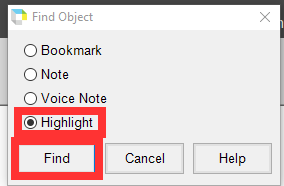 Find Object
Bookmark
Note
Voice Note
Highlight
Find Cancel Help